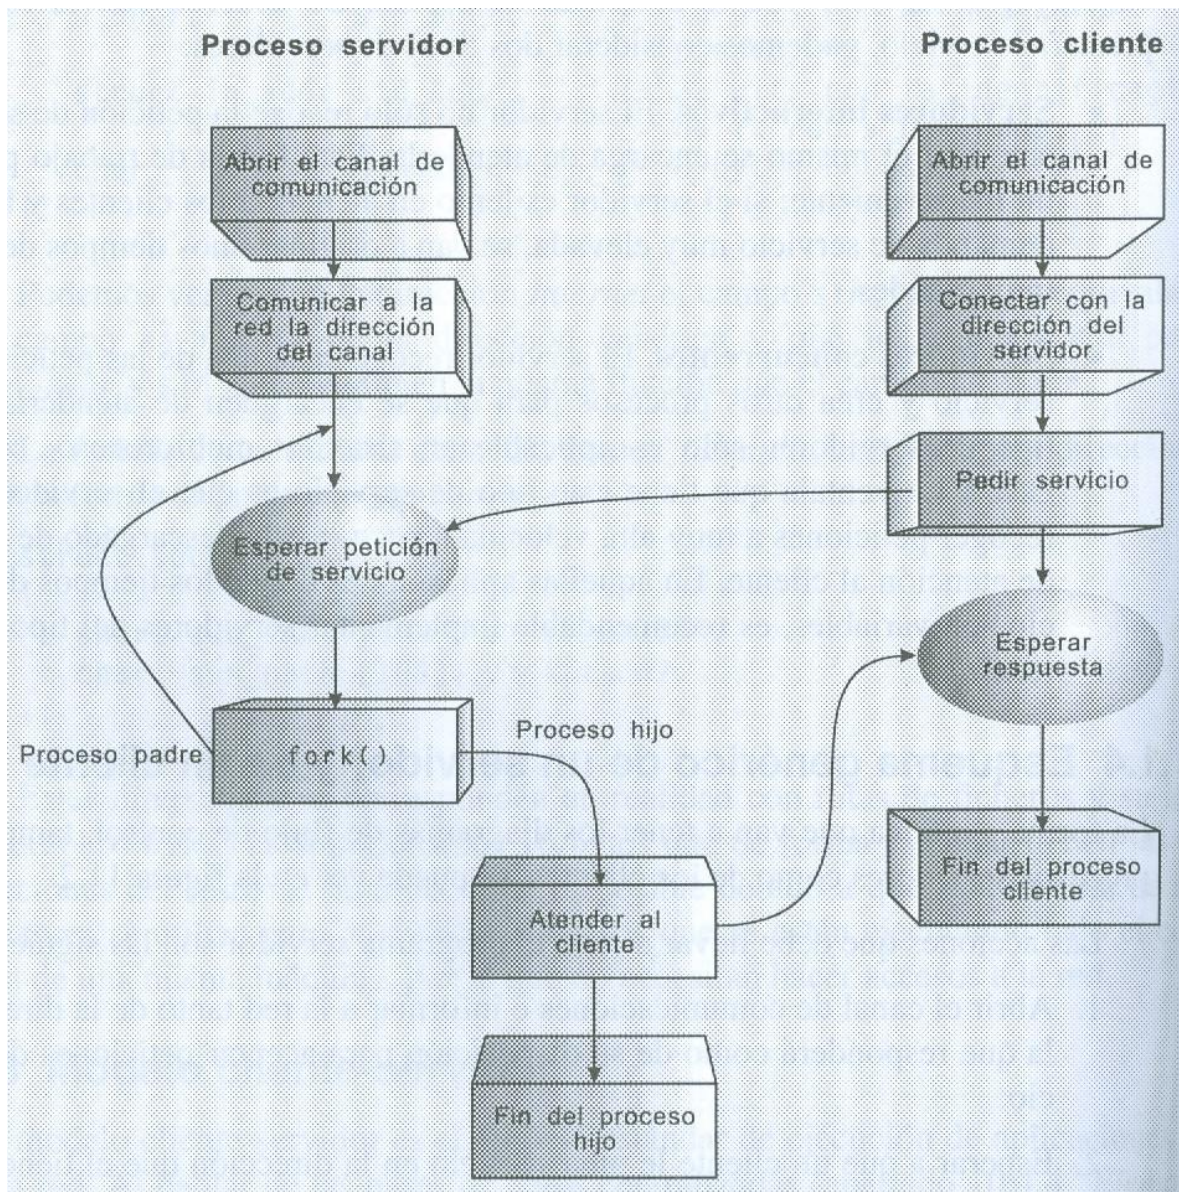 Proceso servidor
Proceso cliente
Abrir el canal de
comunicación
Abrir el canal de
comunicación
Comunicar a la
red la dirección
del canal
Conectar con la
dirección del
servidor
Pedir servicio
Esperar petición
de servicio
Esperar
respuesta
Proceso padre
fork()
Proceso hijo
Fin del proceso
cliente
Atender al
cliente
Fin del proceso
hijo